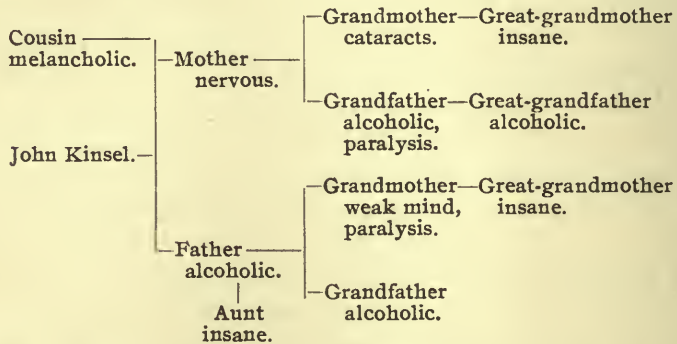 Grandmother—Great-grandmother
cataracts. insane.
Cousin
melancholic.
Mother
nervous.
Grandfather—Great-grandfather
alcoholic, alcoholic.
paralysis.
John Kinsel.
Grandmother—Great-grandmother
weak mind, insane.
paralysis.
Father
alcoholic.
Grandfather
alcoholic.
Aunt
insane.